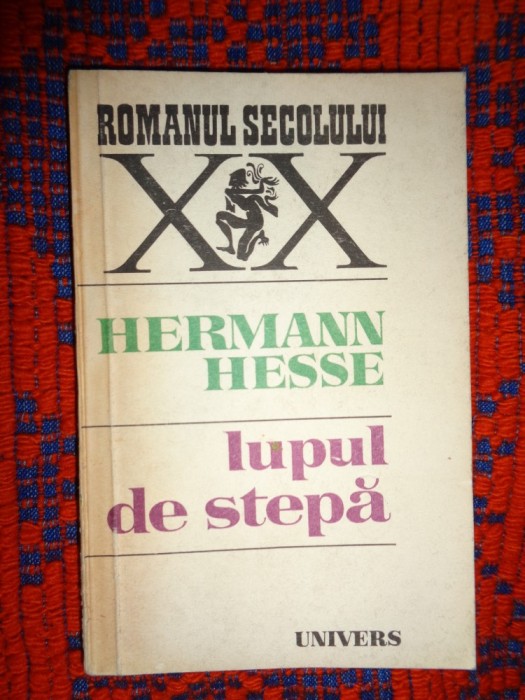 ROMANUL SECOLULUI
XX
HERMANN
HESSE
lupul
de stepă
UNIVERS